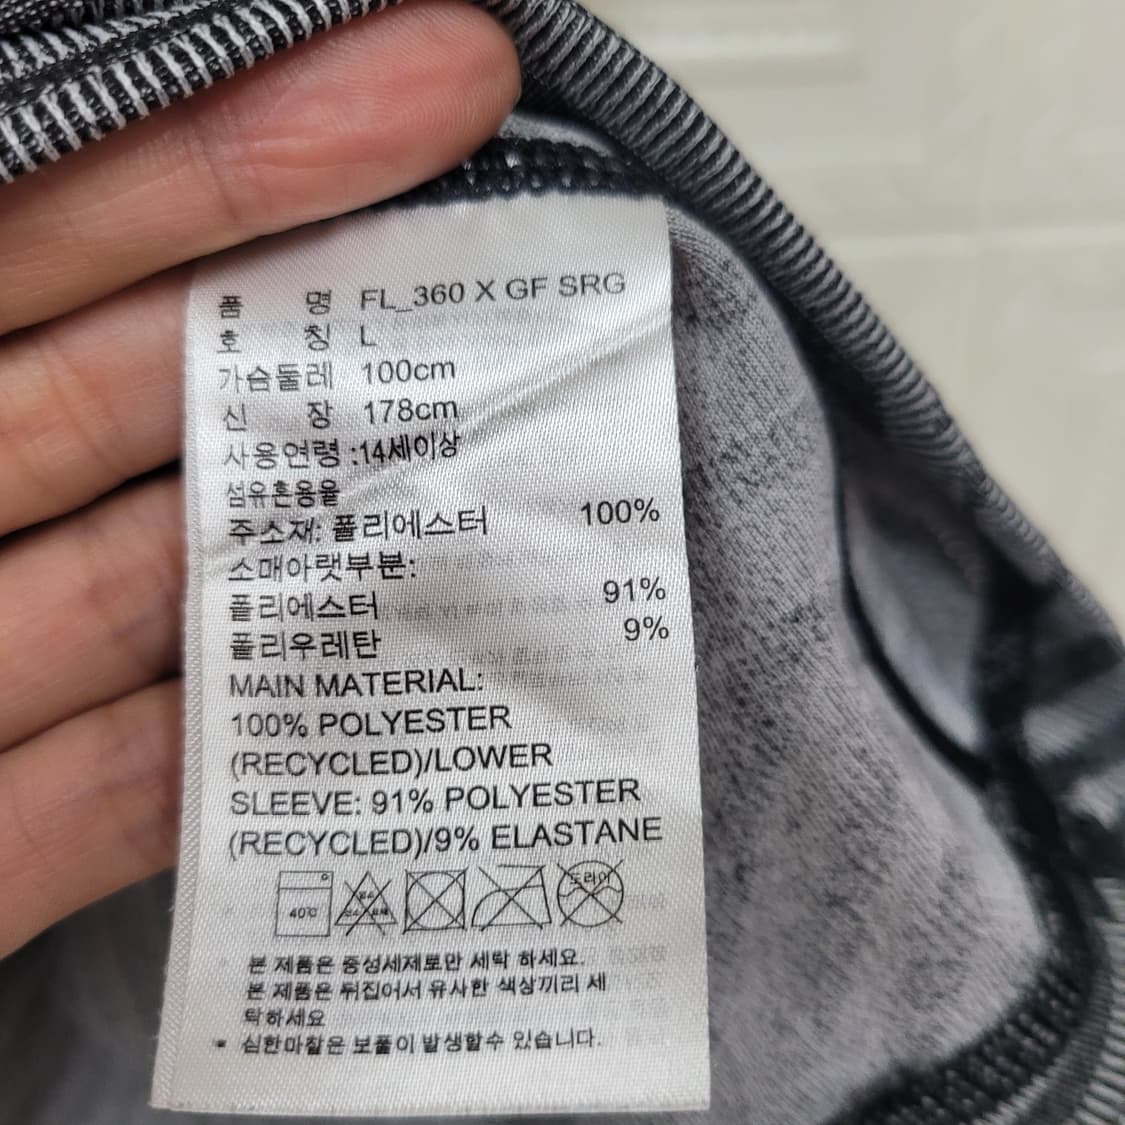 품 명 FL_360 X GF SRG
호 칭 L
가슴둘레 100cm
신 장 178cm
사용연령 :14세이상
섬유혼용율
주소재: 폴리에스터 100%
소매아랫부분:
폴리에스터 91%
폴리우레탄 9%
MAIN MATERIAL:
100% POLYESTER
(RECYCLED)/LOWER
SLEEVE: 91% POLYESTER
(RECYCLED)/9% ELASTANE
40℃ 드라이
본 제품은 중성세제로만 세탁 하세요.
본 제품은 뒤집어서 유사한 색상끼리 세
탁하세요
* 심한마찰은 보풀이 발생할수 있습니다.